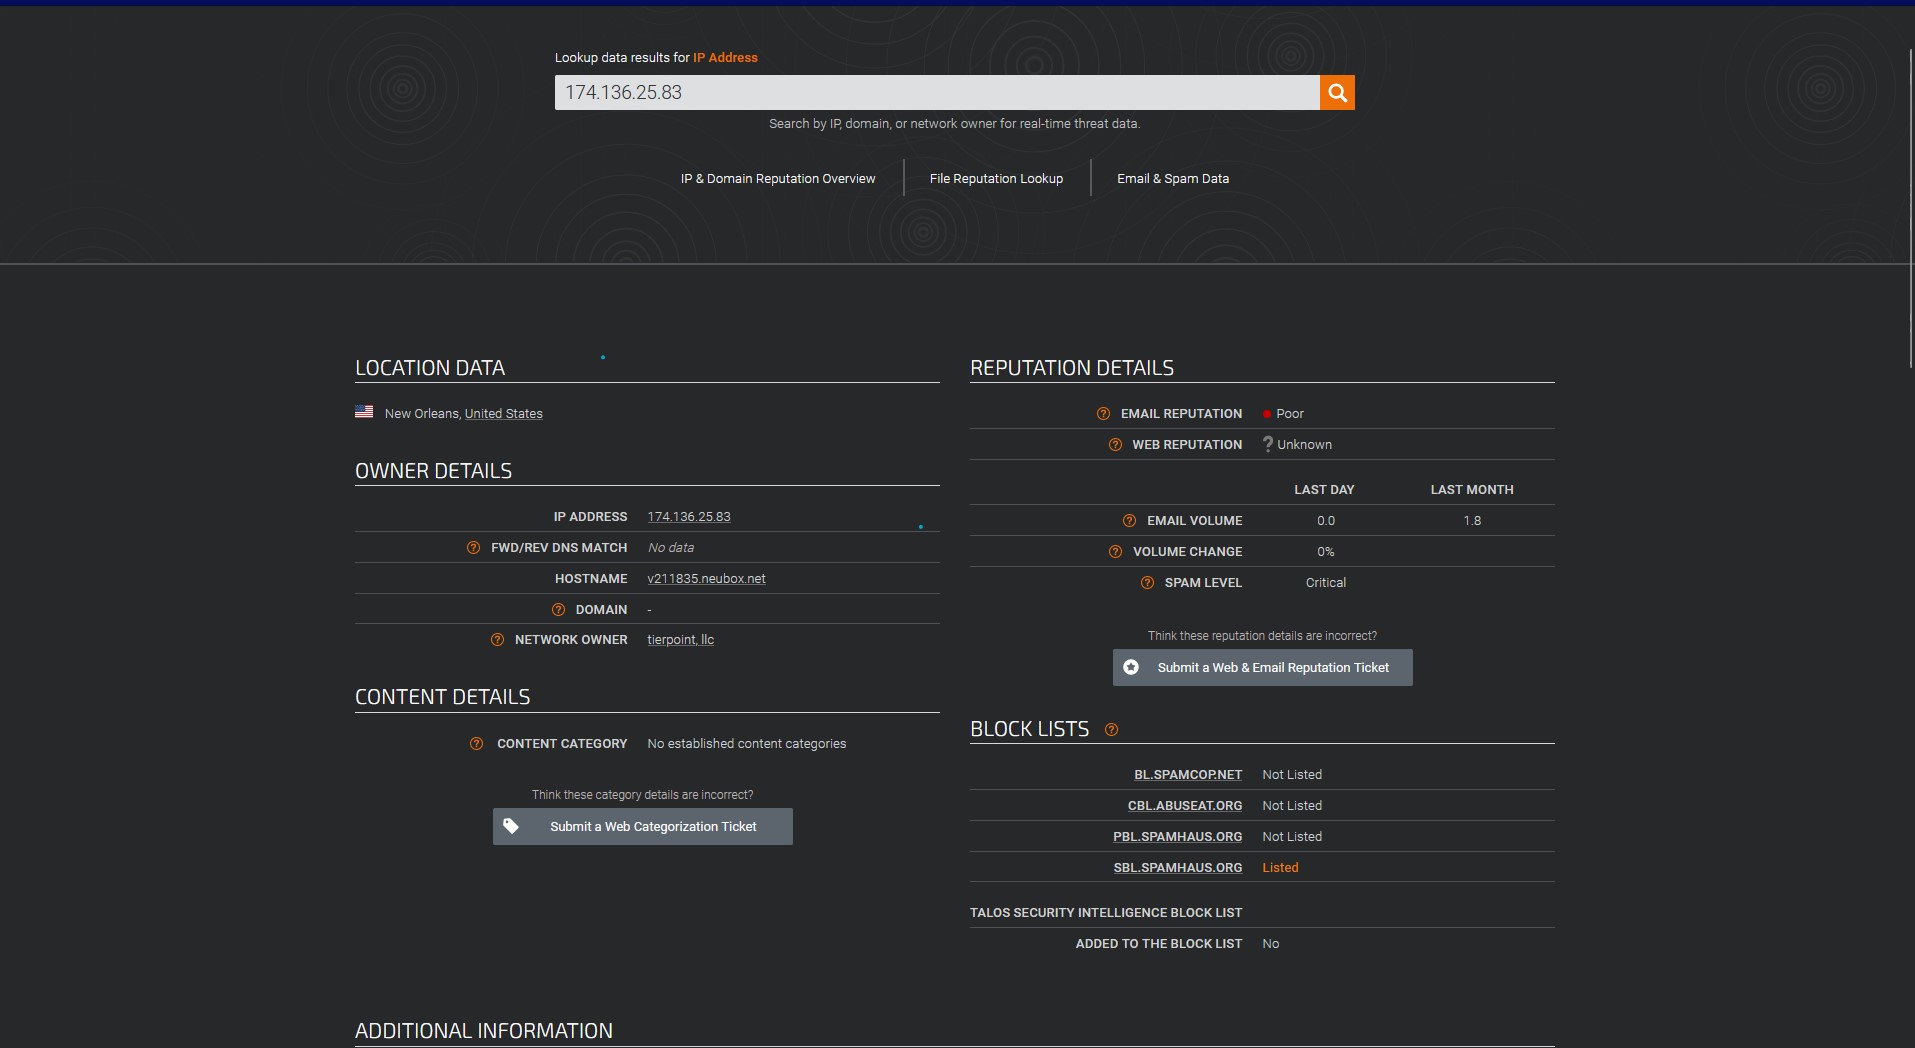 Lookup data results for IP Address
174.136.25.83
Search by IP, domain, or network owner for real-time threat data.
IP & Domain Reputation Overview
File Reputation Lookup
Email & Spam Data
LOCATION DATA
New Orleans, United States
OWNER DETAILS
IP ADDRESS 174.136.25.83
FWD/REV DNS MATCH No data
HOSTNAME v211835.neubox.net
DOMAIN -
NETWORK OWNER tierpoint, llc
CONTENT DETAILS
CONTENT CATEGORY No established content categories
Think these category details are incorrect?
Submit a Web Categorization Ticket
REPUTATION DETAILS
EMAIL REPUTATION Poor
WEB REPUTATION Unknown
LAST DAY LAST MONTH
EMAIL VOLUME 0.0 1.8
VOLUME CHANGE 0%
SPAM LEVEL Critical
Think these reputation details are incorrect?
Submit a Web & Email Reputation Ticket
BLOCK LISTS
BL.SPAMCOP.NET Not Listed
CBL.ABUSEAT.ORG Not Listed
PBL.SPAMHAUS.ORG Not Listed
SBL.SPAMHAUS.ORG Listed
TALOS SECURITY INTELLIGENCE BLOCK LIST
ADDED TO THE BLOCK LIST No
ADDITIONAL INFORMATION